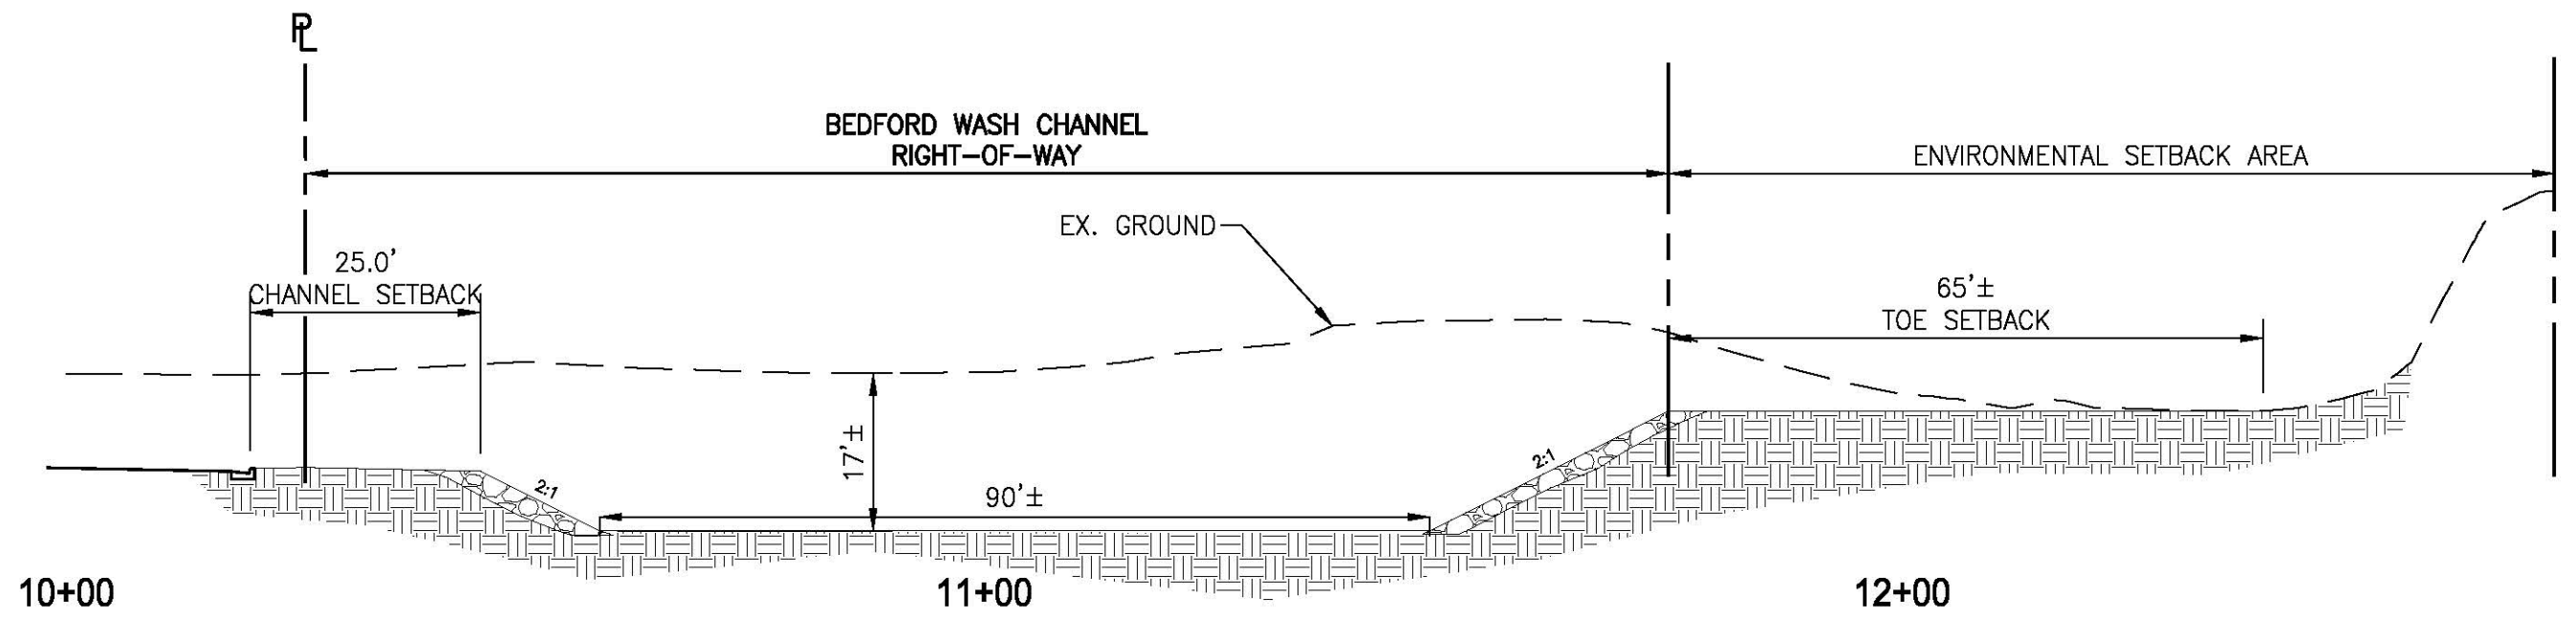 PL
BEDFORD WASH CHANNEL
RIGHT-OF-WAY
ENVIRONMENTAL SETBACK AREA
EX. GROUND
25.0'
CHANNEL SETBACK
65'±
TOE SETBACK
17'±
2:1
90'±
2:1
10+00
11+00
12+00